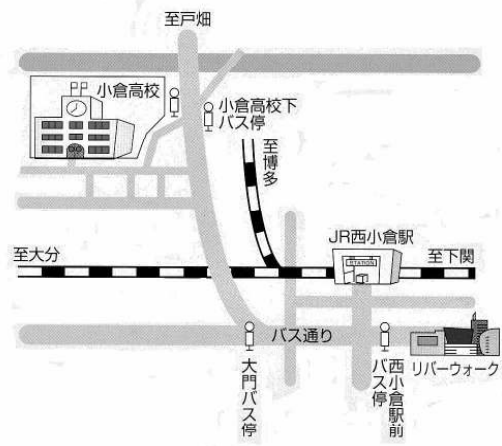 至戸畑
小倉高校
小倉高校下
バス停
至博多
JR西小倉駅
STATION
至大分
至下関
バス通り
大門バス停
西小倉駅前
バス停
リバーウォーク